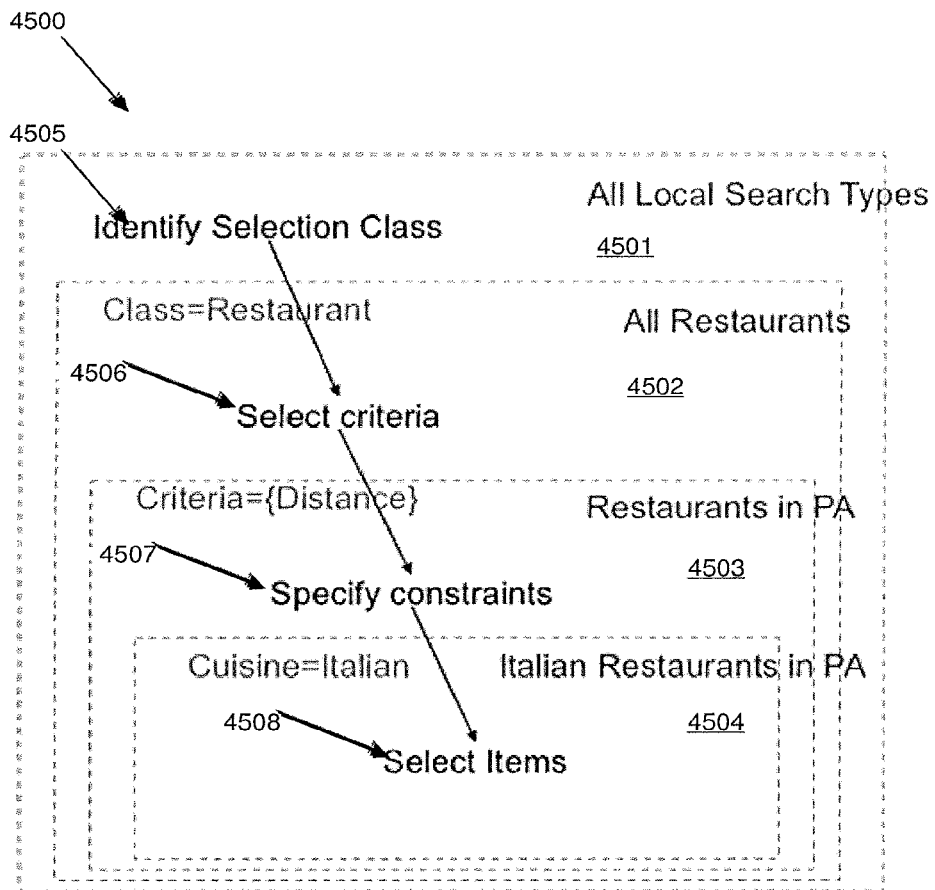 4500
4505
All Local Search Types
Identify Selection Class
4501
Class=Restaurant
All Restaurants
4506
4502
Select criteria
Criteria={Distance}
Restaurants in PA
4507
4503
Specify constraints
Cuisine=Italian
Italian Restaurants in PA
4508
4504
Select Items